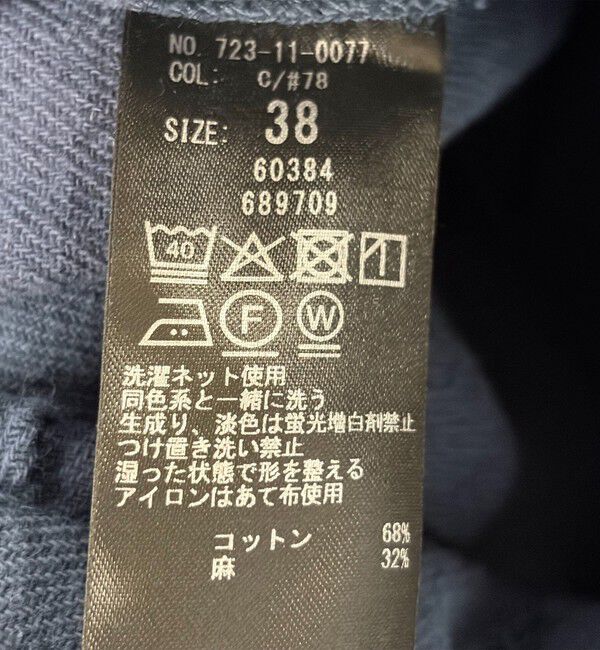 NO. 723-11-0077
COL: C/#78
SIZE: 38
60384
689709
40
F W
洗濯ネット使用
同色系と一緒に洗う
生成り、淡色は蛍光増白剤禁止
つけ置き洗い禁止
湿った状態で形を整える
アイロンはあて布使用
コットン 68%
麻 32%